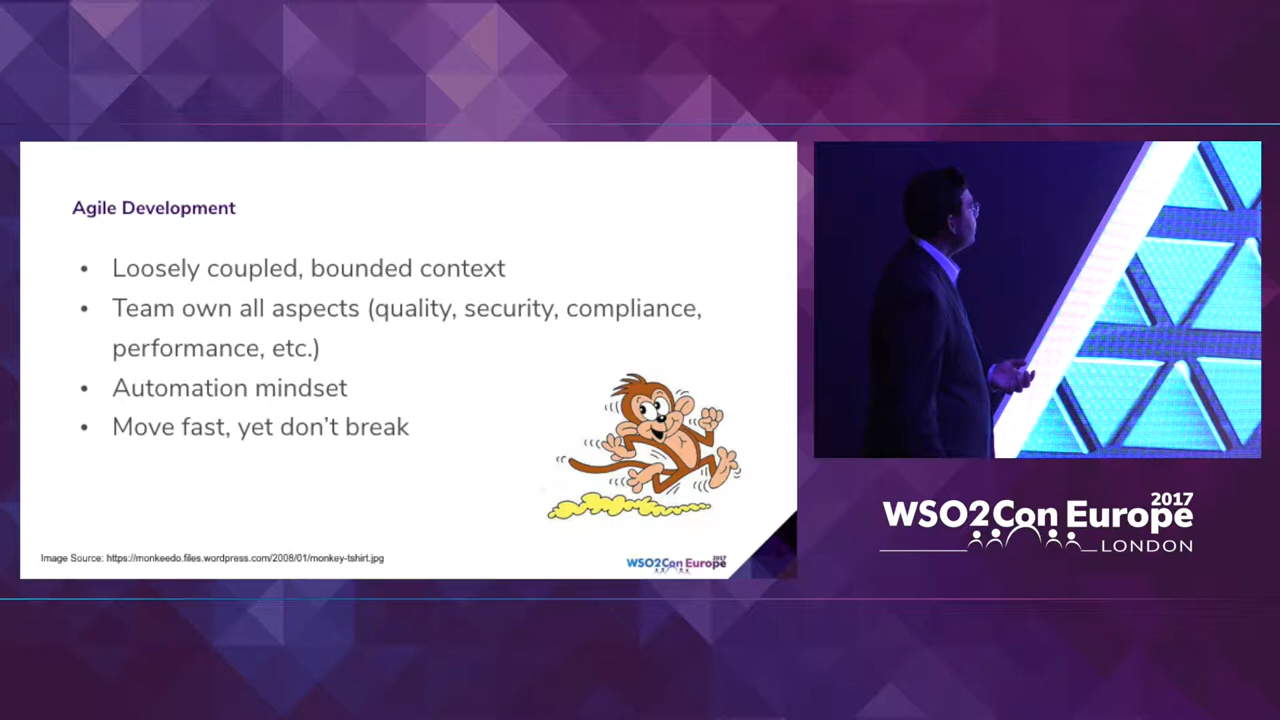 Agile Development
• Loosely coupled, bounded context
• Team own all aspects (quality, security, compliance,
performance, etc.)
• Automation mindset
• Move fast, yet don't break
Image Source: https://monkeedo.files.wordpress.com/2008/01/monkey-tshirt.jpg
2017
WSO2Con Europe
2017
WSO2Con Europe
LONDON